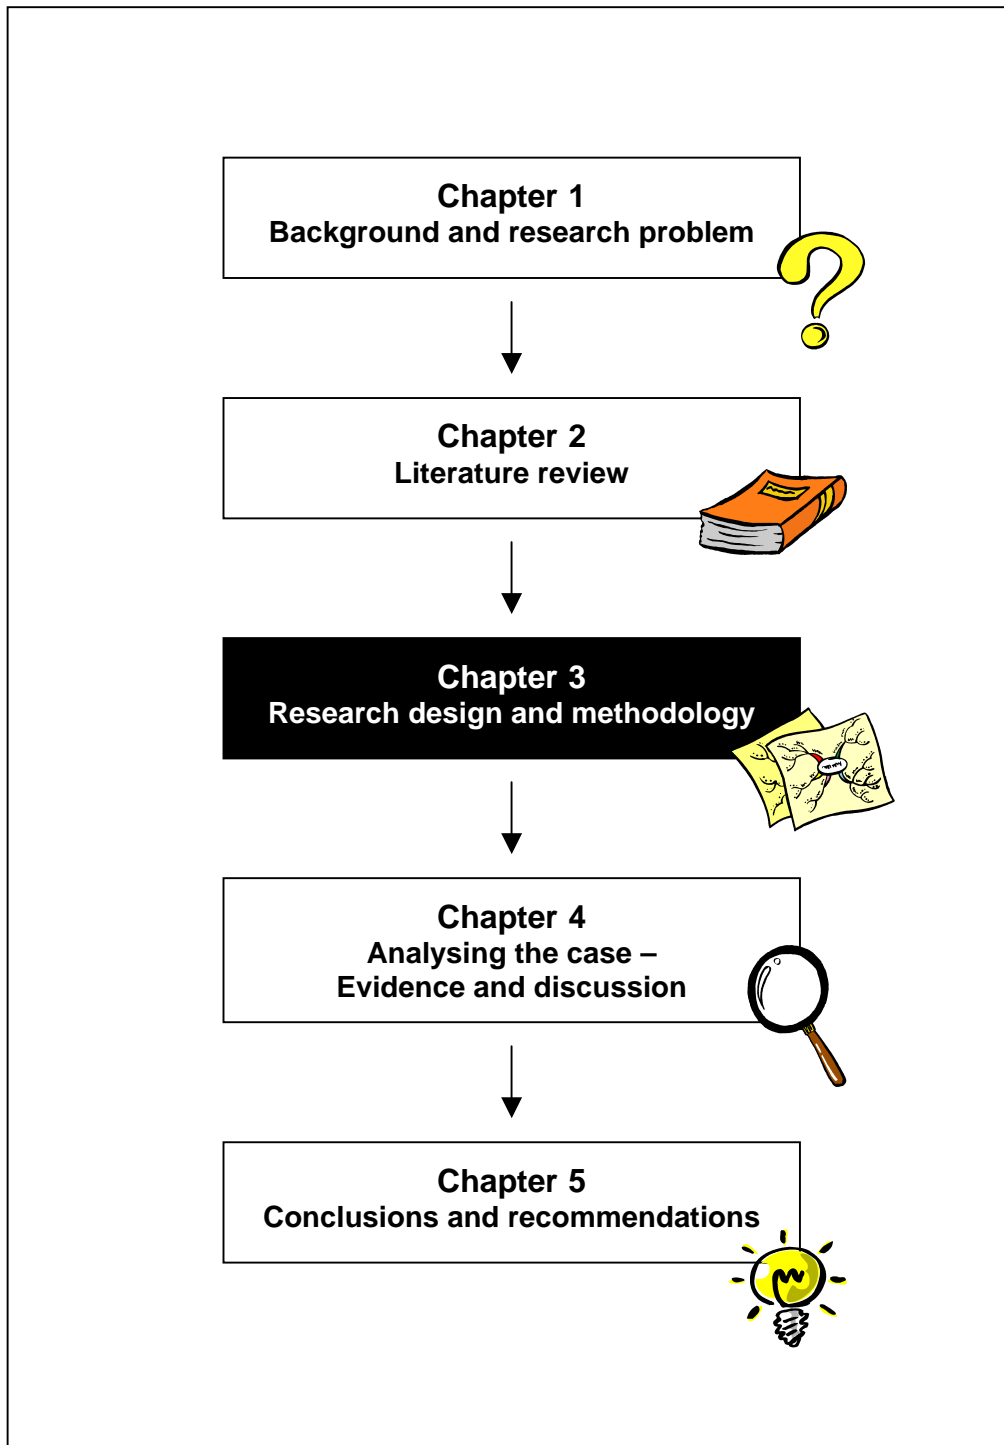 Chapter 1
Background and research problem
Chapter 2
Literature review
Chapter 3
Research design and methodology
Chapter 4
Analysing the case –
Evidence and discussion
Chapter 5
Conclusions and recommendations